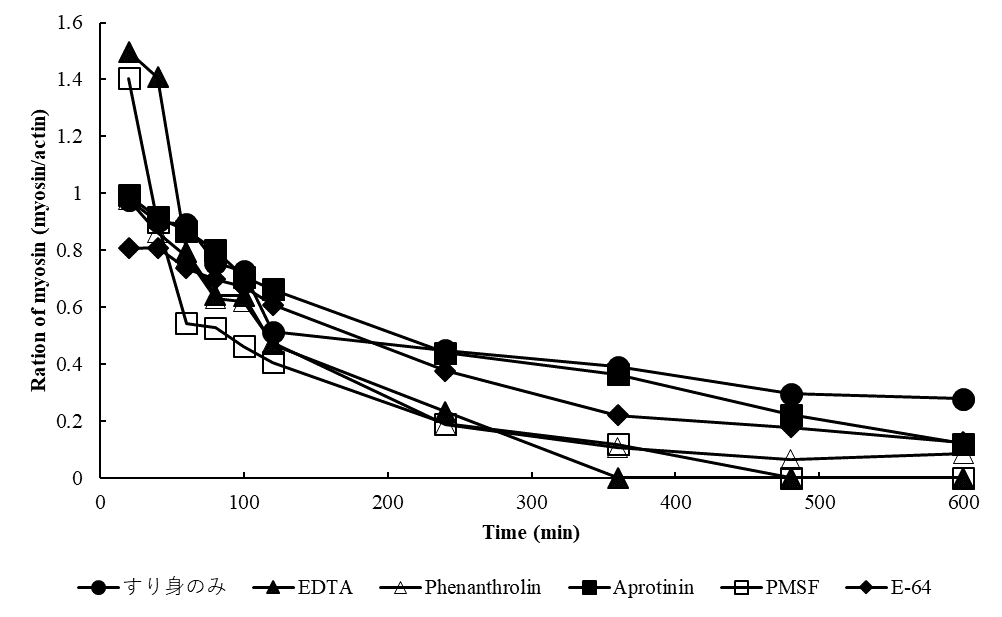 1.6
1.4
1.2
1
0.8
0.6
0.4
0.2
0
Ration of myosin (myosin/actin)
0 100 200 300 400 500 600
Time (min)
すり身のみ EDTA Phenanthrolin Aprotinin PMSF E-64